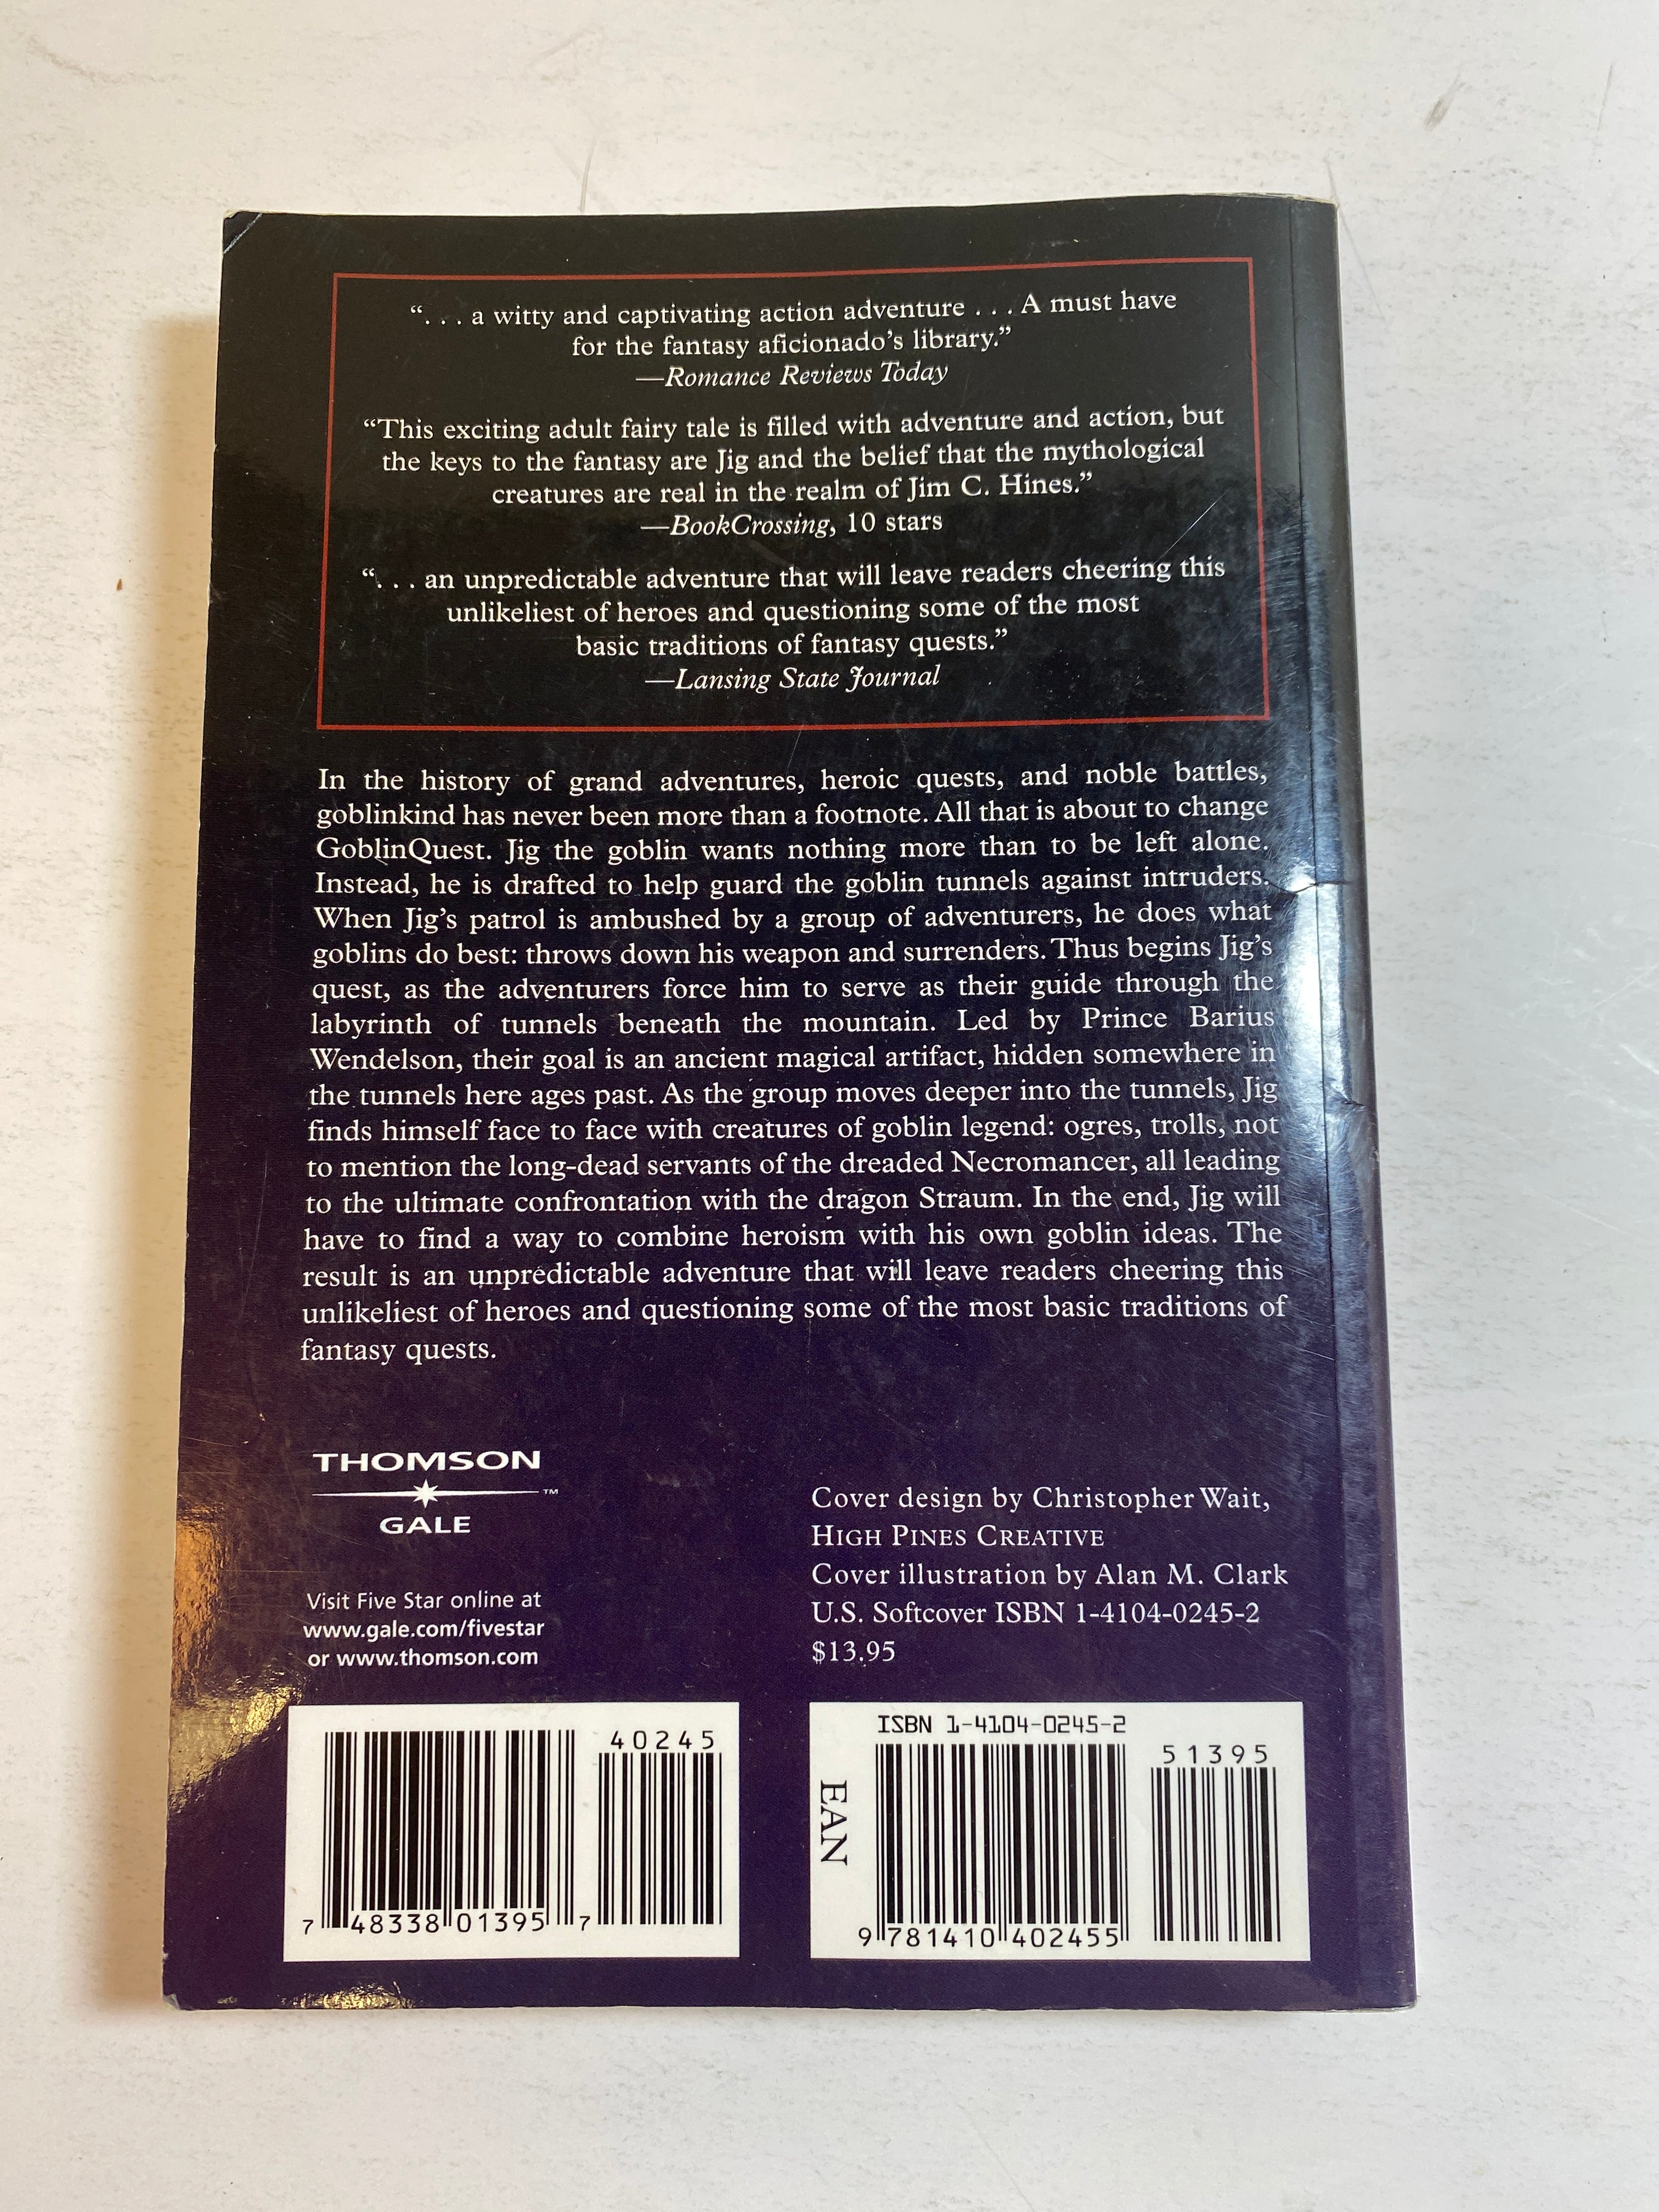 “. . . a witty and captivating action adventure . . . A must have
for the fantasy aficionado’s library.”
—Romance Reviews Today
“This exciting adult fairy tale is filled with adventure and action, but
the keys to the fantasy are Jig and the belief that the mythological
creatures are real in the realm of Jim C. Hines.”
—BookCrossing, 10 stars
“. . . an unpredictable adventure that will leave readers cheering this
unlikeliest of heroes and questioning some of the most
basic traditions of fantasy quests.”
—Lansing State Journal
In the history of grand adventures, heroic quests, and noble battles,
goblinkind has never been more than a footnote. All that is about to change
GoblinQuest. Jig the goblin wants nothing more than to be left alone.
Instead, he is drafted to help guard the goblin tunnels against intruders.
When Jig’s patrol is ambushed by a group of adventurers, he does what
goblins do best: throws down his weapon and surrenders. Thus begins Jig’s
quest, as the adventurers force him to serve as their guide through the
labyrinth of tunnels beneath the mountain. Led by Prince Barius
Wendelson, their goal is an ancient magical artifact, hidden somewhere in
the tunnels here ages past. As the group moves deeper into the tunnels, Jig
finds himself face to face with creatures of goblin legend: ogres, trolls, not
to mention the long-dead servants of the dreaded Necromancer, all leading
to the ultimate confrontation with the dragon Straum. In the end, Jig will
have to find a way to combine heroism with his own goblin ideas. The
result is an unpredictable adventure that will leave readers cheering this
unlikeliest of heroes and questioning some of the most basic traditions of
fantasy quests.
THOMSON
™
GALE
Visit Five Star online at
www.gale.com/fivestar
or www.thomson.com
Cover design by Christopher Wait,
HIGH PINES CREATIVE
Cover illustration by Alan M. Clark
U.S. Softcover ISBN 1-4104-0245-2
$13.95
40245
7 48338 01395 7
ISBN 1-4104-0245-2
51395
EAN
9 781410 402455